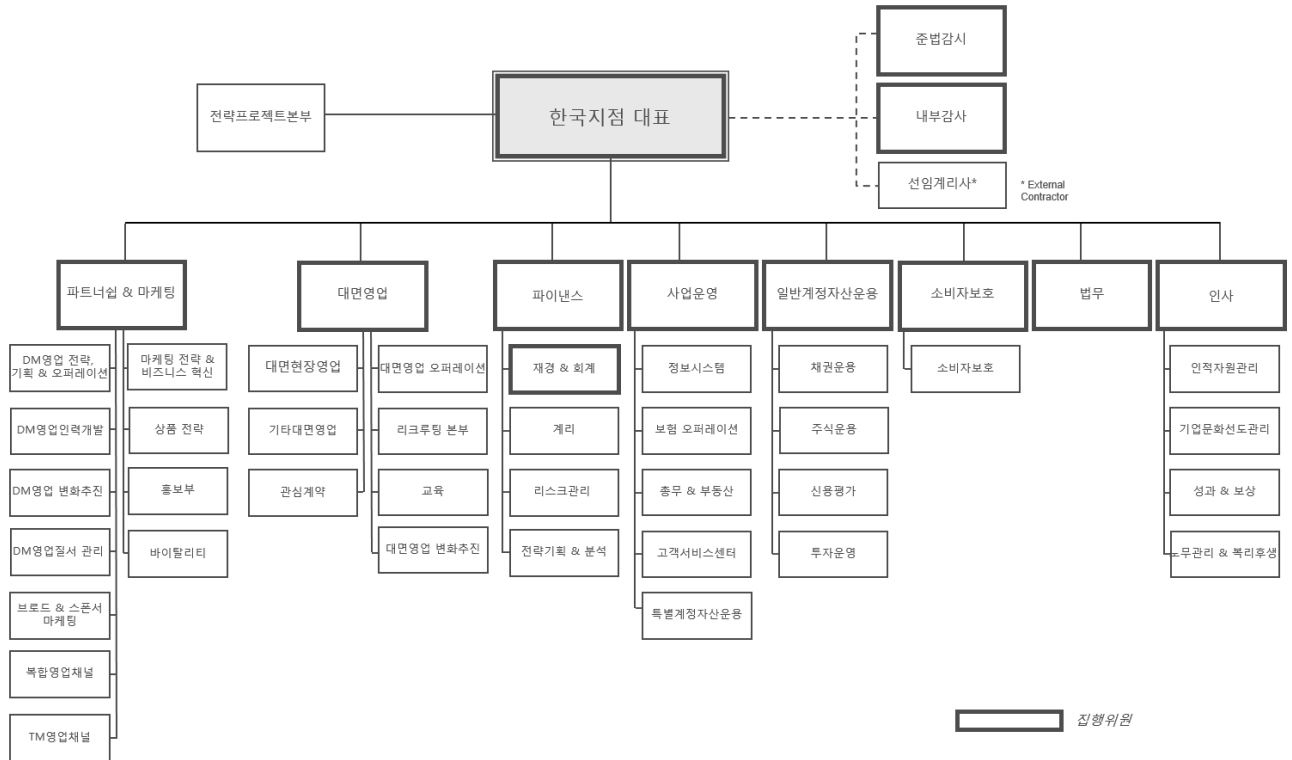 준법감시
전략프로젝트본부
한국지점 대표
내부감사
선임계리사*
* External
Contractor
파트너쉽 & 마케팅
대면영업
파이낸스
사업운영
일반계정자산운용
소비자보호
법무
인사
DM영업 전략,
기획 & 오퍼레이션
DM영업인력개발
DM영업 변화추진
DM영업질서 관리
브로드 & 스폰서
마케팅
복합영업채널
TM영업채널
마케팅 전략 &
비즈니스 혁신
상품 전략
홍보부
바이탈리티
대면현장영업
기타대면영업
관심계약
대면영업 오퍼레이션
리크루팅 본부
교육
대면영업 변화추진
재경 & 회계
계리
리스크관리
전략기획 & 분석
정보시스템
보험 오퍼레이션
총무 & 부동산
고객서비스센터
특별계정자산운용
채권운용
주식운용
신용평가
투자운영
소비자보호
인적자원관리
기업문화선도관리
성과 & 보상
노무관리 & 복리후생
집행위원